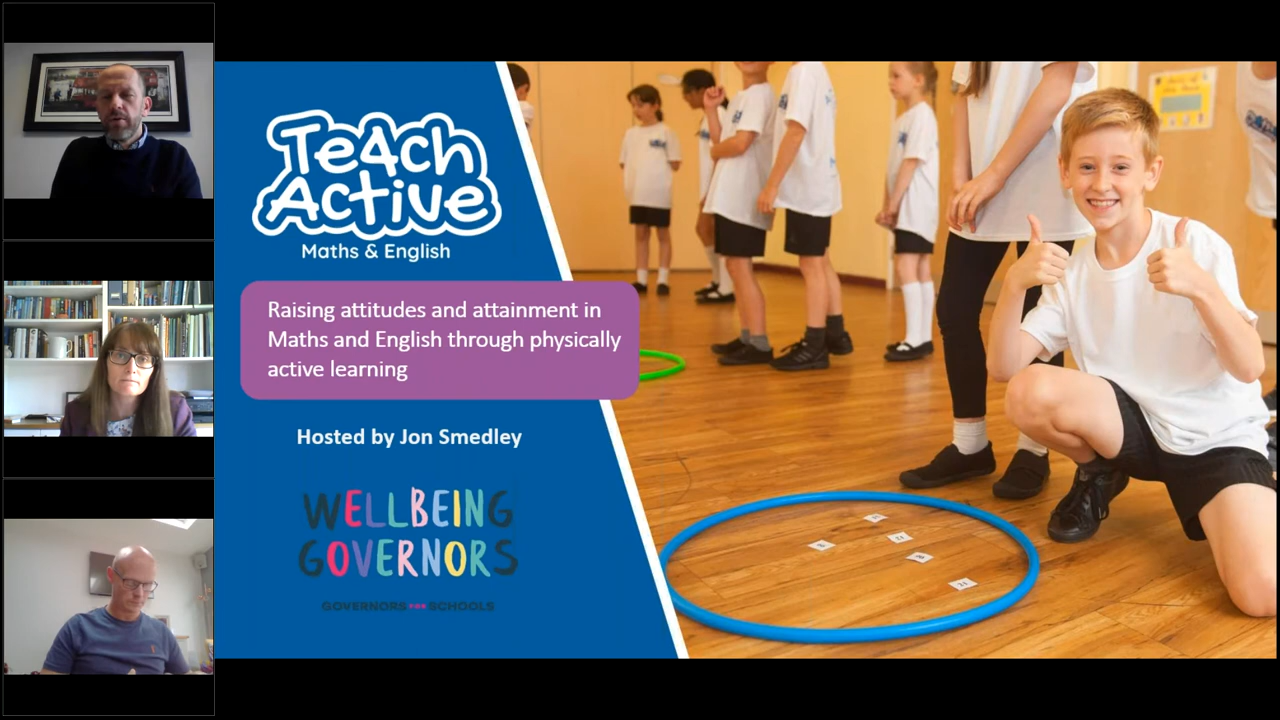 Te4ch
Active
Maths & English
Raising attitudes and attainment in
Maths and English through physically
active learning
Hosted by Jon Smedley
WELLBEING
GOVERNORS
GOVERNORS FOR SCHOOLS